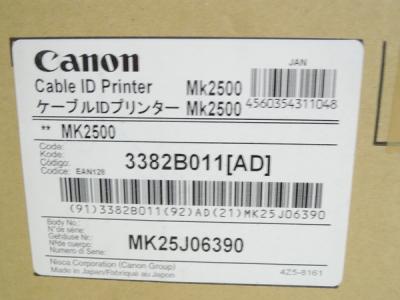 Canon
JAN
Cable ID Printer Mk2500
ケーブルIDプリンター Mk2500
4560354311048
** MK2500
Code:
Kode:
Código:
Codice: EAN128
3382B011[AD]
(91)3382B011(92)AD(21)MK25J06390
Body No.:
N° de série:
Gehäuse Nr.:
Nº de cuerpo:
Numero di Serie:
MK25J06390
Nisca Corporation (Canon Group)
Made in Japan/Fabriqué au Japon
4Z5-8161